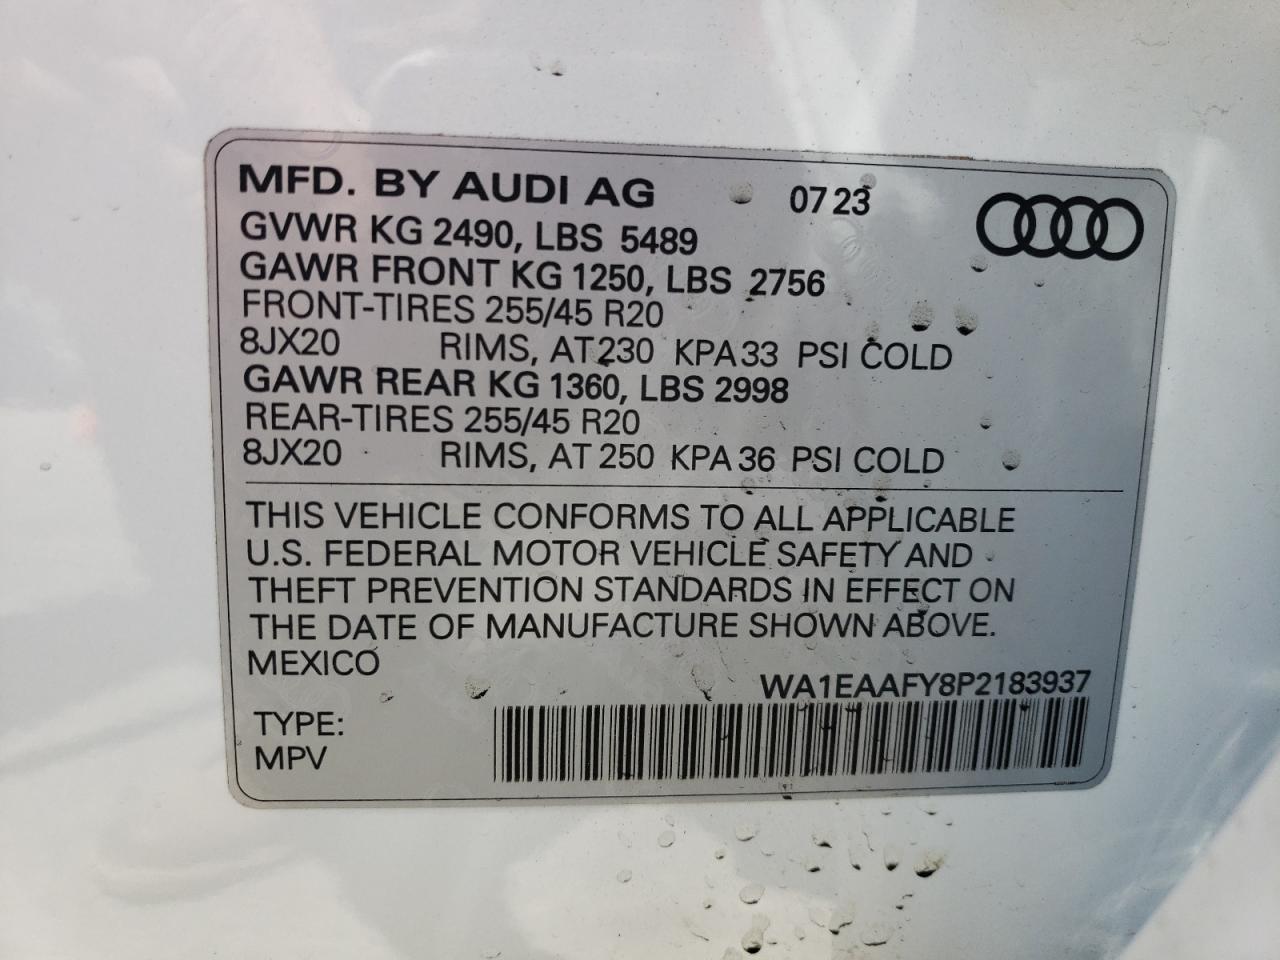 MFD. BY AUDI AG 07 23
GVWR KG 2490, LBS 5489
GAWR FRONT KG 1250, LBS 2756
FRONT-TIRES 255/45 R20
8JX20 RIMS, AT 230 KPA 33 PSI COLD
GAWR REAR KG 1360, LBS 2998
REAR-TIRES 255/45 R20
8JX20 RIMS, AT 250 KPA 36 PSI COLD
THIS VEHICLE CONFORMS TO ALL APPLICABLE
U.S. FEDERAL MOTOR VEHICLE SAFETY AND
THEFT PREVENTION STANDARDS IN EFFECT ON
THE DATE OF MANUFACTURE SHOWN ABOVE.
MEXICO
WA1EAAFY8P2183937
TYPE:
MPV